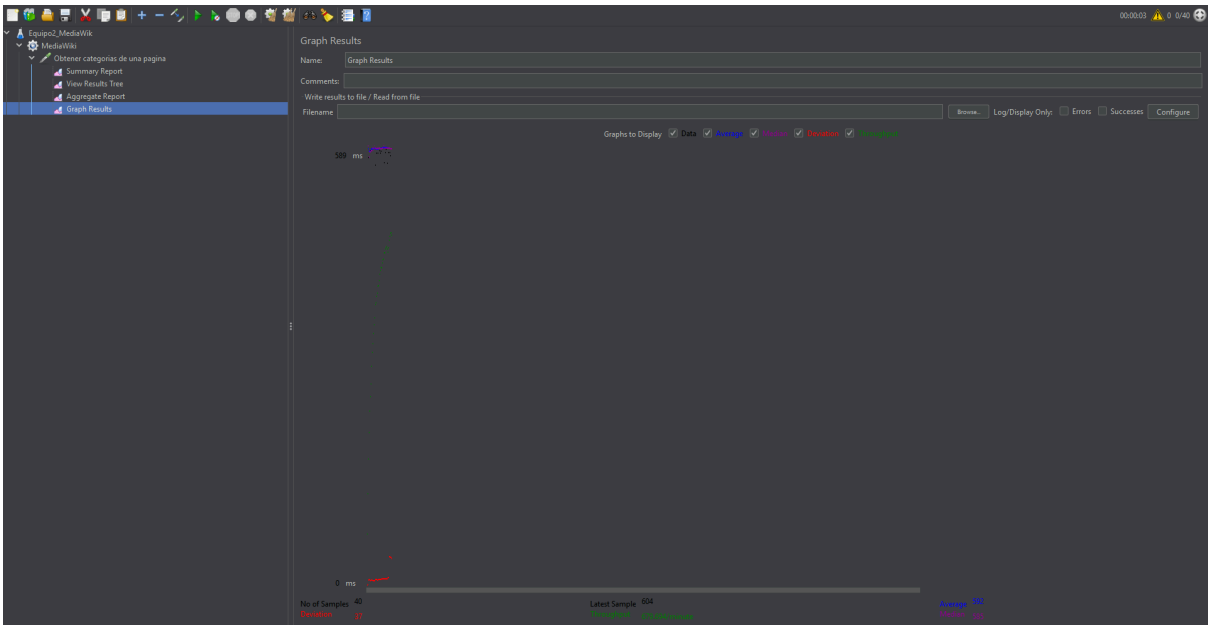 00:00:03 0 0/40
Equipo2_MediaWik
MediaWiki
Obtener categorias de una pagina
Summary Report
View Results Tree
Aggregate Report
Graph Results
Graph Results
Name: Graph Results
Comments:
Write results to file / Read from file
Filename Browse... Log/Display Only: Errors Successes Configure
Graphs to Display Data Average Median Deviation Throughput
589 ms
0 ms
No of Samples 40 Latest Sample 604 Average
Deviation Throughput